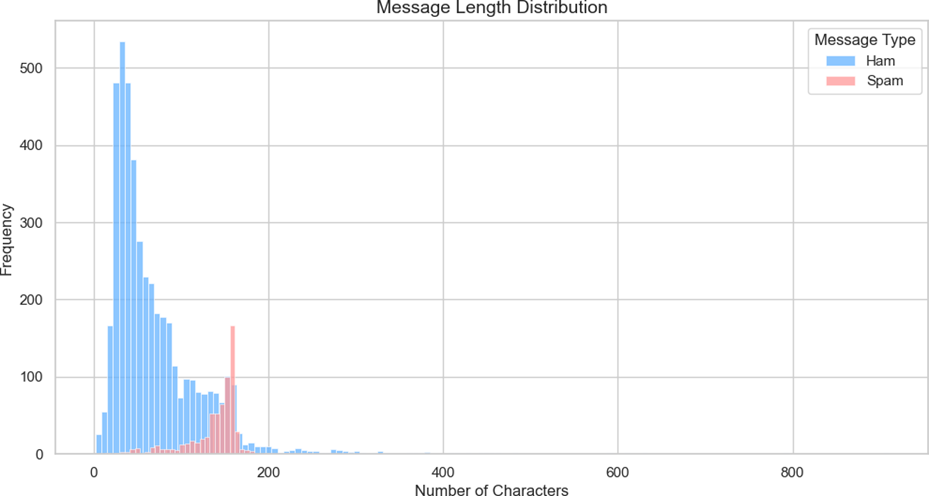 Message Length Distribution
Message Type
Ham
Spam
500
400
300
200
100
0
Frequency
0 200 400 600 800
Number of Characters